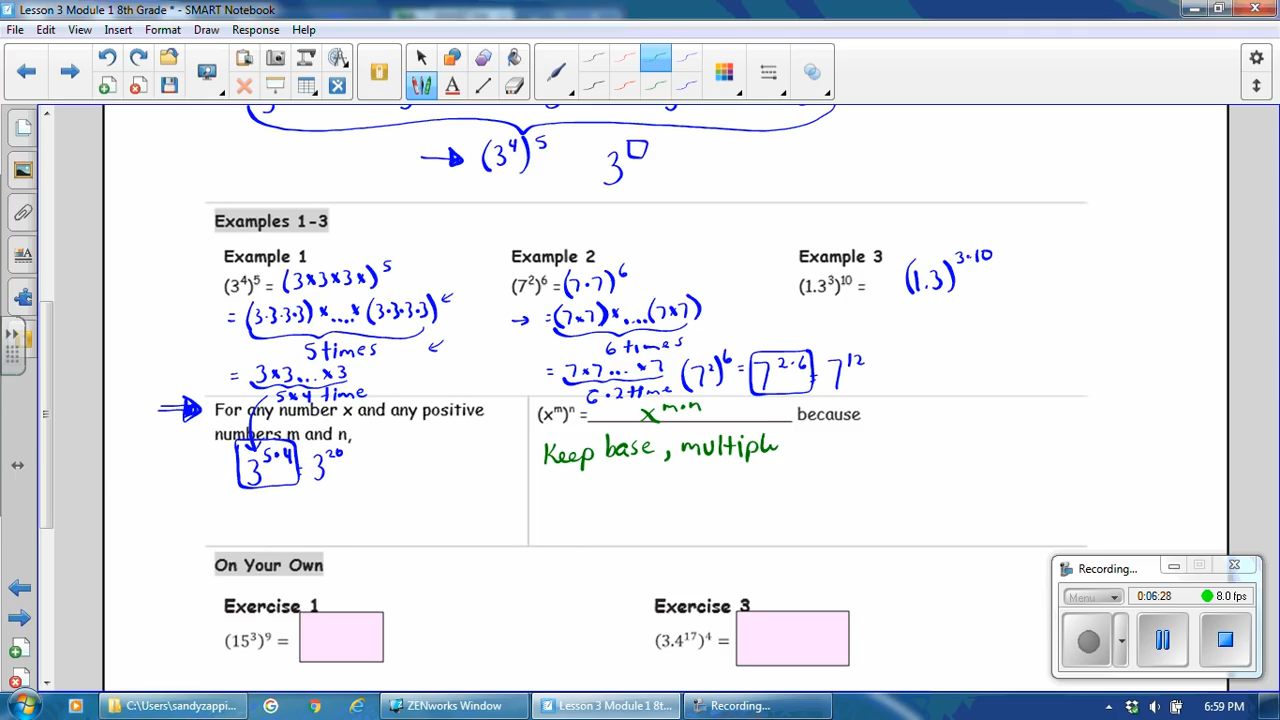 Lesson 3 Module 1 8th Grade * - SMART Notebook
File Edit View Insert Format Draw Response Help
→ (3⁴)⁵ 3^□
Examples 1-3
Example 1
(3⁴)⁵ = (3×3×3×)⁵
= (3·3·3·3)×....×(3·3·3·3)
5 times
= 3×3...×3
5×4 time
3^5·4 = 3²⁰
Example 2
(7²)⁶ = (7·7)⁶
→ =(7×7)×....(7×7)
6 times
= 7×7...×7 (7²)⁶ = 7^2·6 = 7¹²
6·2 time
Example 3
(1.3³)¹⁰ = (1.3)^3·10
For any number x and any positive
numbers m and n,
(xᵐ)ⁿ = x^m·n because
Keep base, multiply
On Your Own
Exercise 1
(15³)⁹ =
Exercise 3
(3.4¹⁷)⁴ =
Recording...
Menu 0:06:28 8.0 fps
C:\Users\sandyzappi...
ZENworks Window
Lesson 3 Module 1 8t...
Recording...
6:59 PM